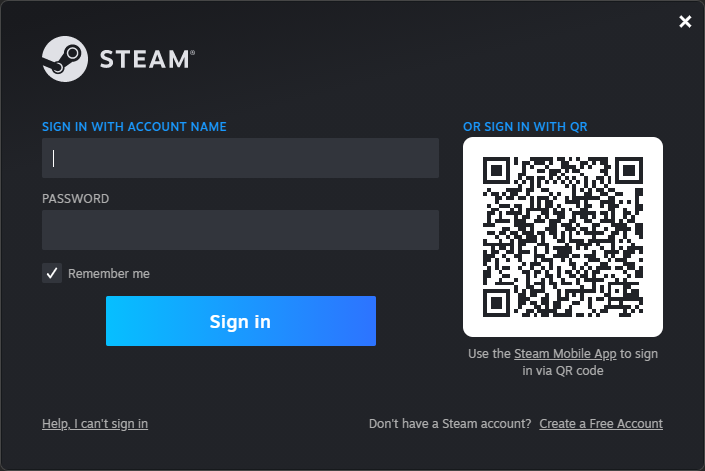 STEAM®
SIGN IN WITH ACCOUNT NAME
PASSWORD
Remember me
Sign in
OR SIGN IN WITH QR
Use the Steam Mobile App to sign
in via QR code
Help, I can't sign in
Don't have a Steam account? Create a Free Account